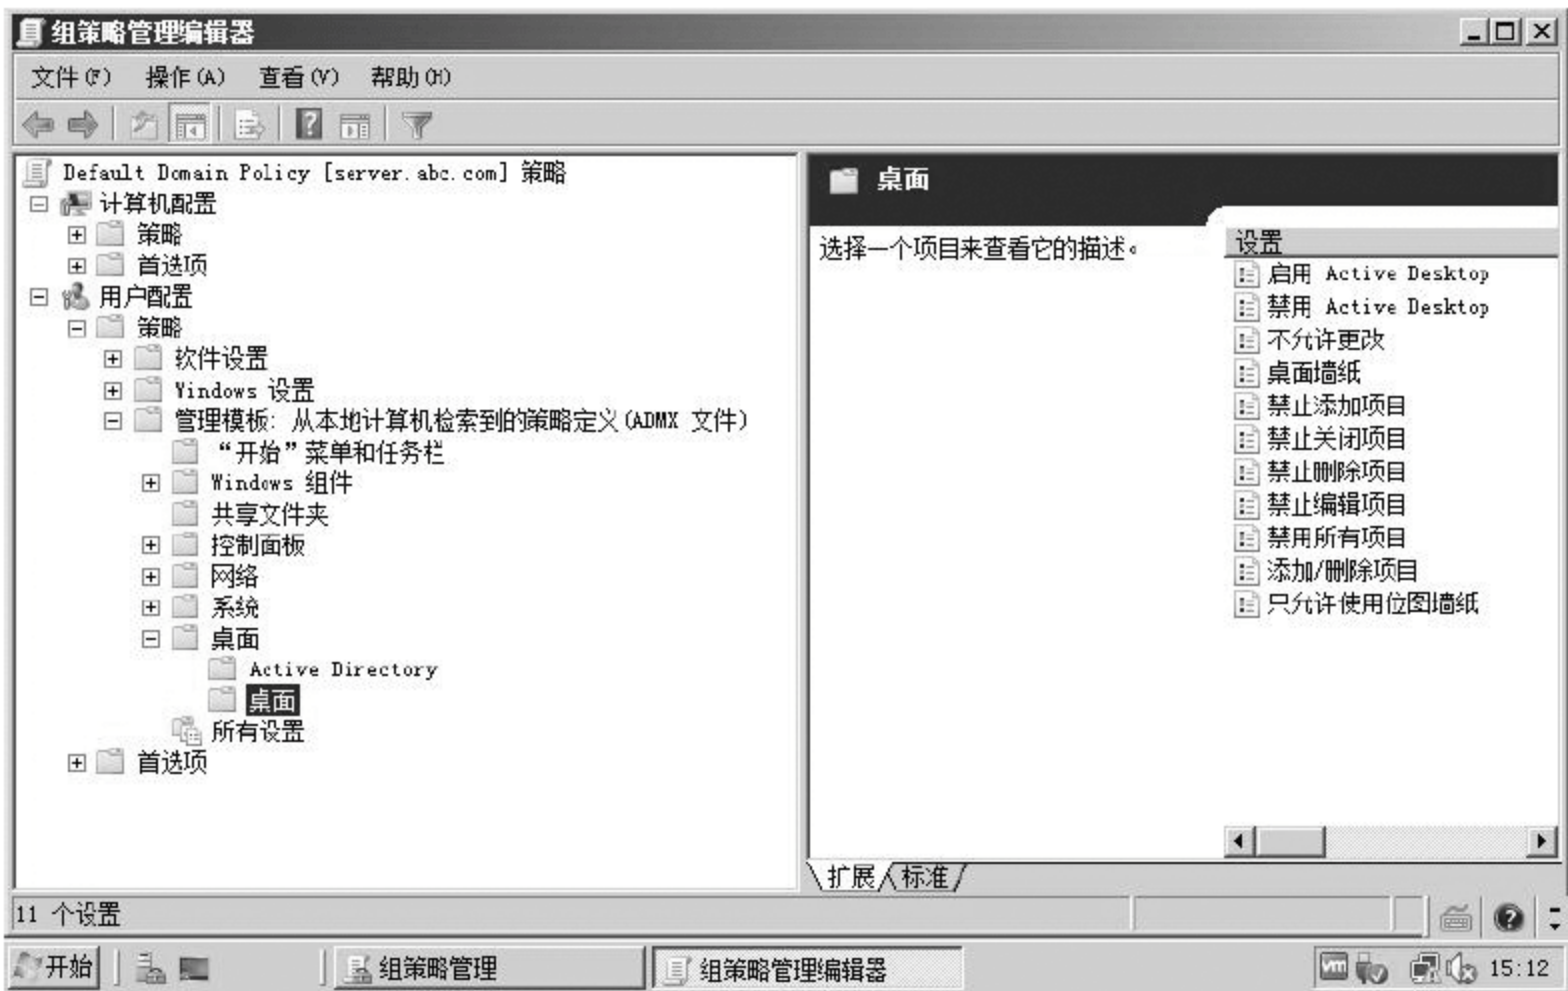 组策略管理编辑器
文件(F) 操作(A) 查看(V) 帮助(H)
Default Domain Policy [server.abc.com] 策略
计算机配置
策略
首选项
用户配置
策略
软件设置
Windows 设置
管理模板: 从本地计算机检索到的策略定义(ADMX 文件)
“开始”菜单和任务栏
Windows 组件
共享文件夹
控制面板
网络
系统
桌面
Active Directory
桌面
所有设置
首选项
桌面
选择一个项目来查看它的描述。
设置
启用 Active Desktop
禁用 Active Desktop
不允许更改
桌面墙纸
禁止添加项目
禁止关闭项目
禁止删除项目
禁止编辑项目
禁用所有项目
添加/删除项目
只允许使用位图墙纸
扩展 标准
11 个设置
开始 组策略管理 组策略管理编辑器 vm 15:12